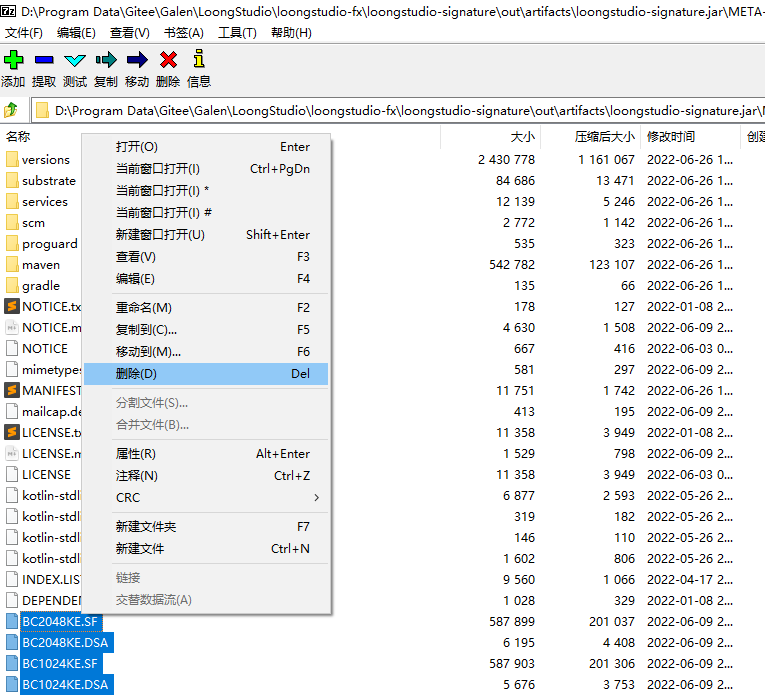 D:\Program Data\Gitee\Galen\LoongStudio\loongstudio-fx\loongstudio-signature\out\artifacts\loongstudio-signature.jar\META-
文件(F) 编辑(E) 查看(V) 书签(A) 工具(T) 帮助(H)
添加 提取 测试 复制 移动 删除 信息
D:\Program Data\Gitee\Galen\LoongStudio\loongstudio-fx\loongstudio-signature\out\artifacts\loongstudio-signature.jar\M
名称 大小 压缩后大小 修改时间 创建
versions 2 430 778 1 161 067 2022-06-26 1...
substrate 84 686 13 471 2022-06-26 1...
services 12 139 5 246 2022-06-26 1...
scm 2 772 1 142 2022-06-26 1...
proguard 535 323 2022-06-26 1...
maven 542 782 123 107 2022-06-26 1...
gradle 135 66 2022-06-26 1...
NOTICE.tx 178 127 2022-01-08 2...
NOTICE.m 4 630 1 508 2022-06-09 2...
NOTICE 667 416 2022-06-03 0...
mimetypes 581 297 2022-06-09 2...
MANIFEST 11 751 1 742 2022-06-26 1...
mailcap.de 413 195 2022-06-09 2...
LICENSE.tx 11 358 3 949 2022-01-08 2...
LICENSE.m 1 529 798 2022-06-09 2...
LICENSE 11 358 3 949 2022-06-03 0...
kotlin-stdl 6 877 2 593 2022-05-26 2...
kotlin-stdl 319 182 2022-05-26 2...
kotlin-stdl 146 110 2022-05-26 2...
kotlin-stdl 1 602 806 2022-05-26 2...
INDEX.LIS 9 560 1 066 2022-04-17 2...
DEPENDEN 1 028 329 2022-01-08 2...
BC2048KE.SF 587 899 201 037 2022-06-09 2...
BC2048KE.DSA 6 195 4 408 2022-06-09 2...
BC1024KE.SF 587 903 201 306 2022-06-09 2...
BC1024KE.DSA 5 676 3 753 2022-06-09 2...
打开(O) Enter
当前窗口打开(I) Ctrl+PgDn
当前窗口打开(I) *
当前窗口打开(I) #
新建窗口打开(U) Shift+Enter
查看(V) F3
编辑(E) F4
重命名(M) F2
复制到(C)... F5
移动到(M)... F6
删除(D) Del
分割文件(S)...
合并文件(B)...
属性(R) Alt+Enter
注释(N) Ctrl+Z
CRC
新建文件夹 F7
新建文件 Ctrl+N
链接
交替数据流(A)